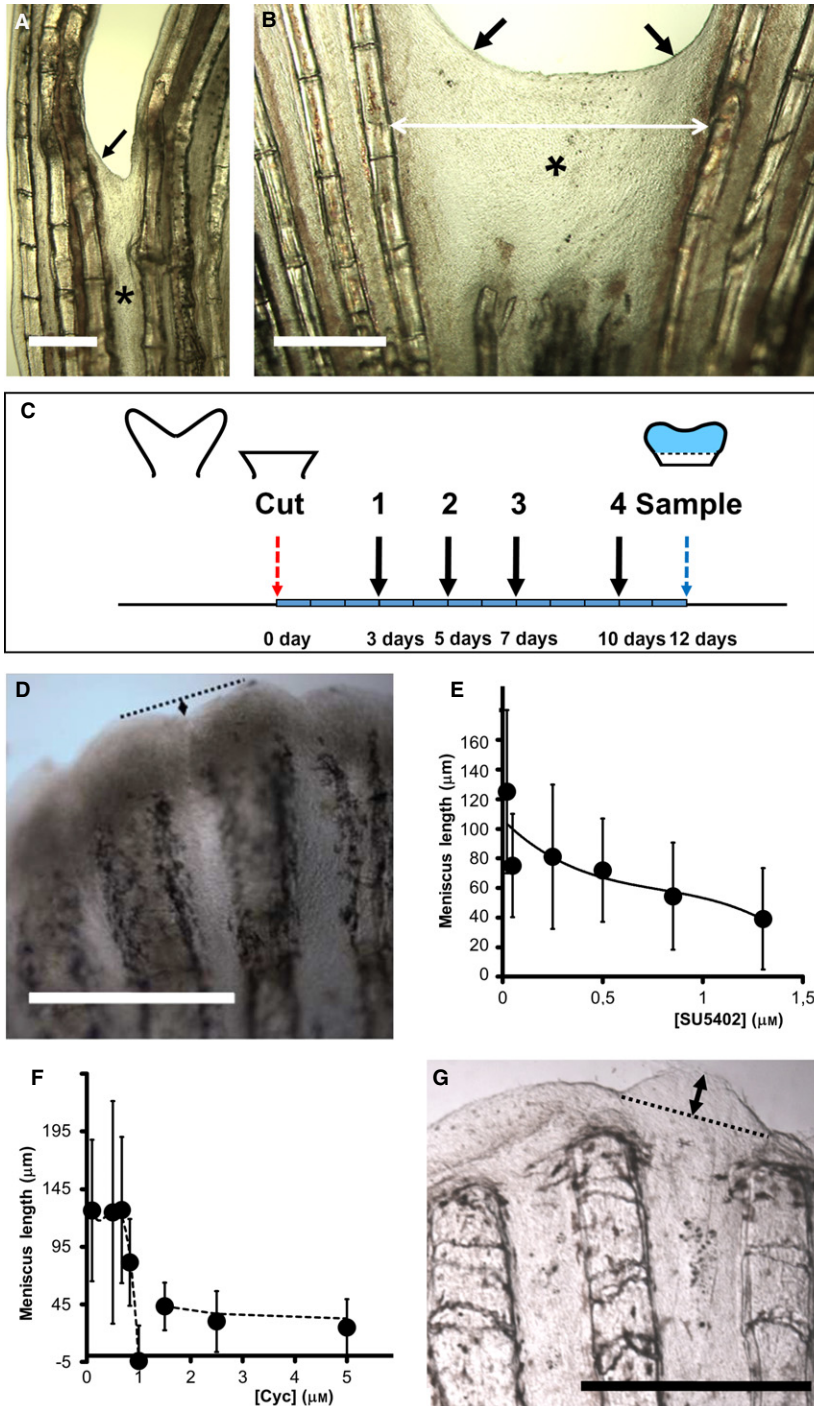 A
*
B
*
C
Cut 1 2 3 4 Sample
0 day 3 days 5 days 7 days 10 days 12 days
D
E
Meniscus length (µm)
160
140
120
100
80
60
40
20
0
0 0,5 1 1,5
[SU5402] (µM)
F
Meniscus length (µm)
195
145
95
45
-5
0 1 2 3 4 5
[Cyc] (µM)
G